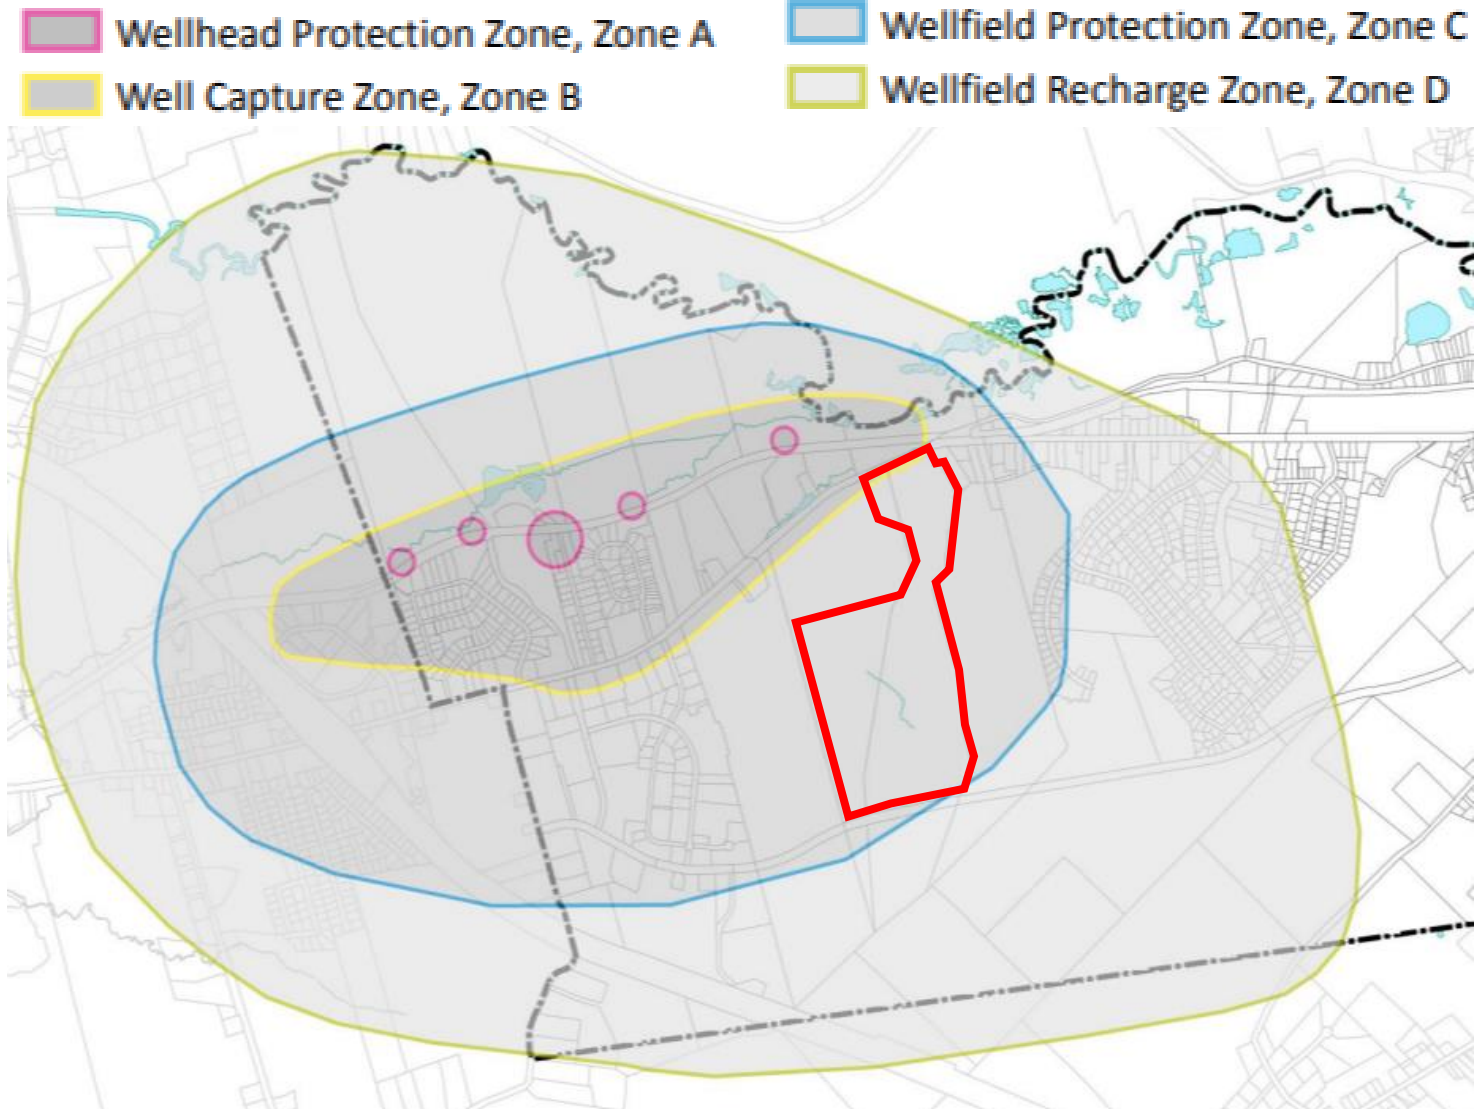 Wellhead Protection Zone, Zone A
Well Capture Zone, Zone B
Wellfield Protection Zone, Zone C
Wellfield Recharge Zone, Zone D